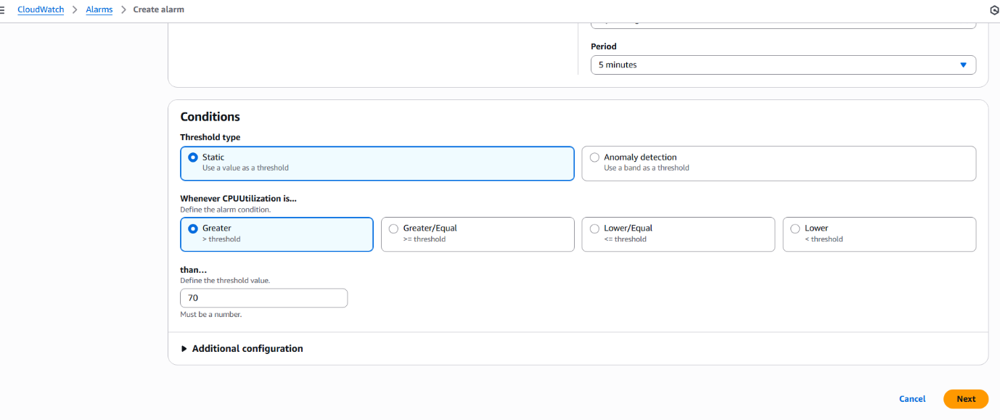 CloudWatch > Alarms > Create alarm
Period
5 minutes
Conditions
Threshold type
Static
Use a value as a threshold
Anomaly detection
Use a band as a threshold
Whenever CPUUtilization is...
Define the alarm condition.
Greater
> threshold
Greater/Equal
>= threshold
Lower/Equal
<= threshold
Lower
< threshold
than...
Define the threshold value.
70
Must be a number.
Additional configuration
Cancel
Next